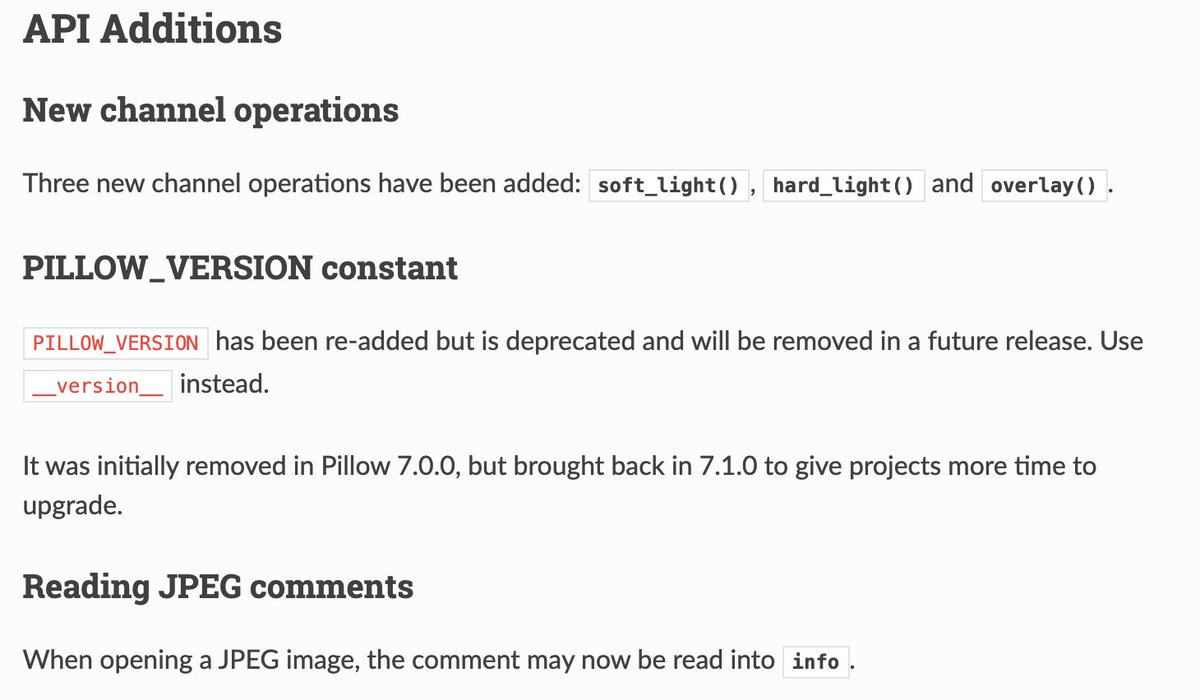 API Additions
New channel operations
Three new channel operations have been added: soft_light(), hard_light() and overlay().
PILLOW_VERSION constant
PILLOW_VERSION has been re-added but is deprecated and will be removed in a future release. Use
__version__ instead.
It was initially removed in Pillow 7.0.0, but brought back in 7.1.0 to give projects more time to
upgrade.
Reading JPEG comments
When opening a JPEG image, the comment may now be read into info.